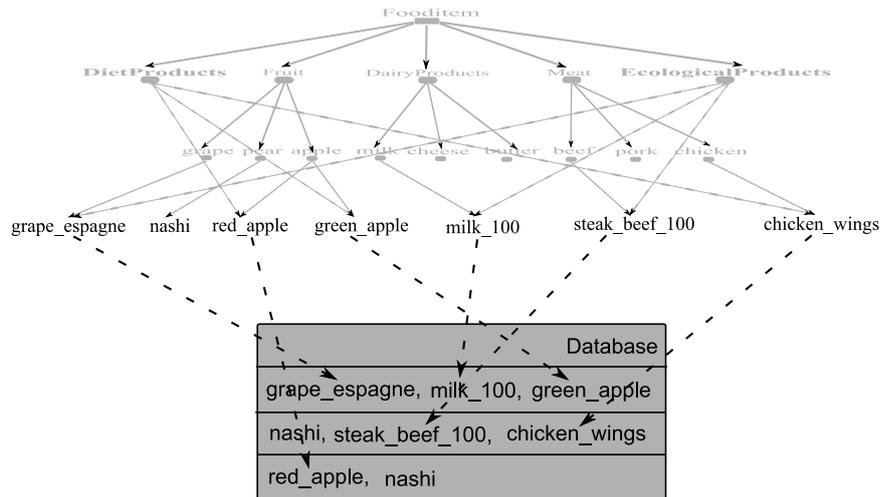 Fooditem
DietProducts Fruit DairyProducts Meat EcologicalProducts
grape pear apple milk cheese butter beef pork chicken
grape_espagne nashi red_apple green_apple milk_100 steak_beef_100 chicken_wings
Database
grape_espagne, milk_100, green_apple
nashi, steak_beef_100, chicken_wings
red_apple, nashi